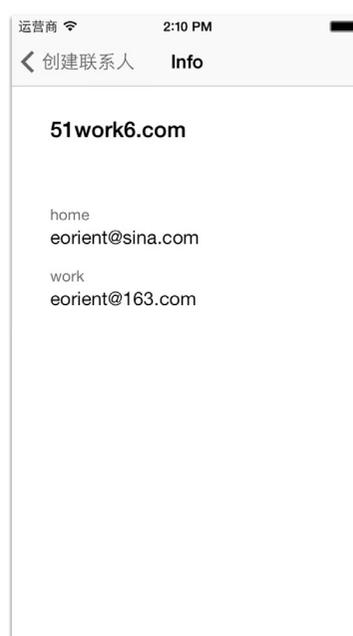 运营商 2:10 PM
创建联系人 Info
51work6.com
home
eorient@sina.com
work
eorient@163.com